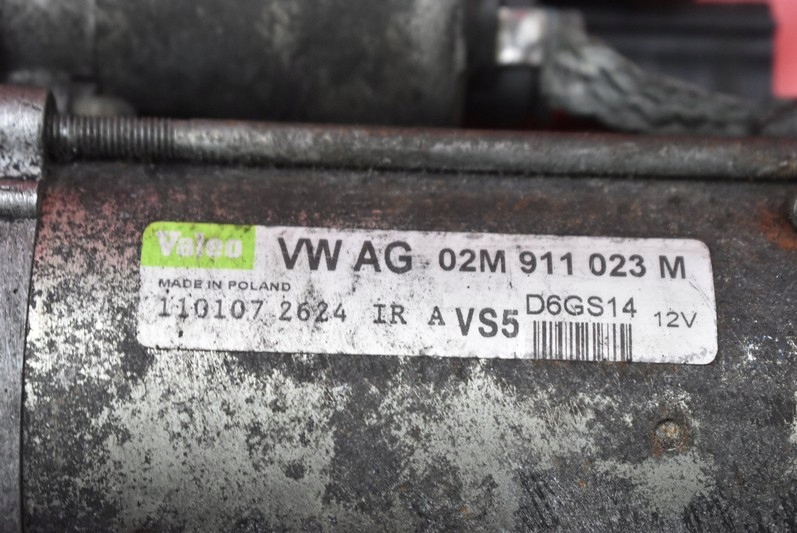 Valeo VW AG 02M 911 023 M
MADE IN POLAND
110107 2624 IR A VS5 D6GS14 12V